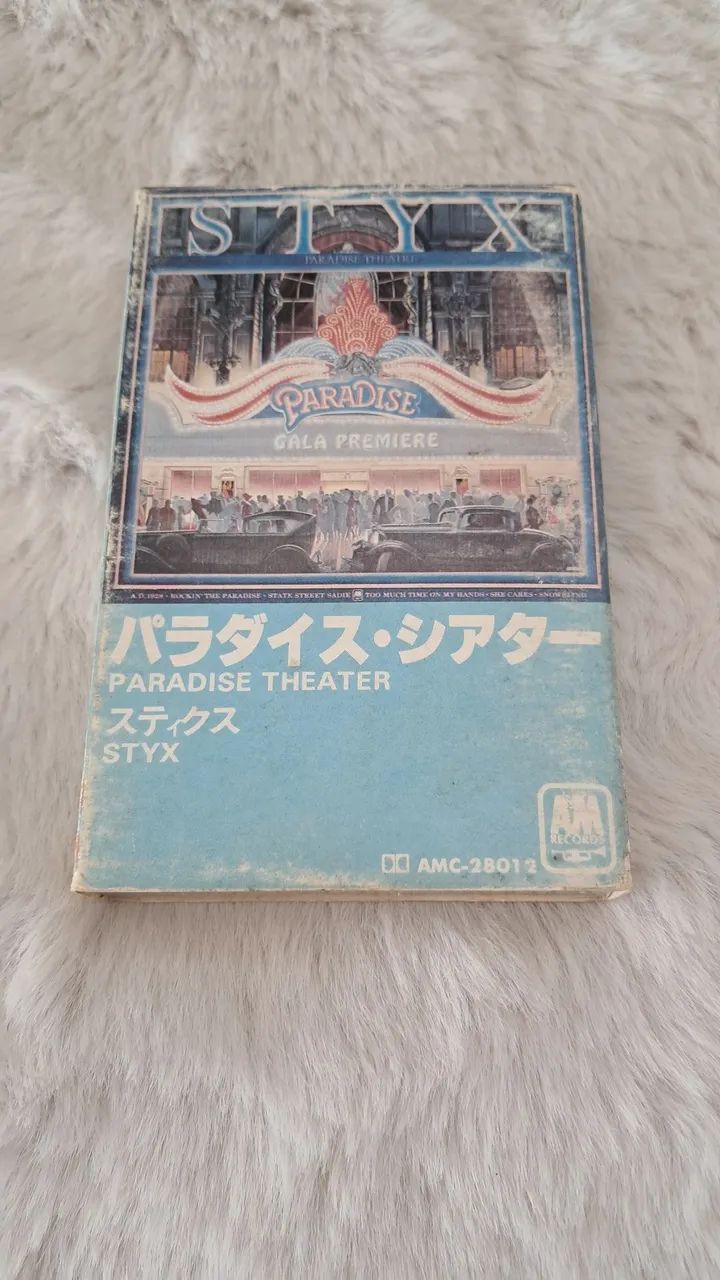 STYX
PARADISE THEATRE
PARADISE
GALA PREMIERE
A.D. 1928 · ROCKIN' THE PARADISE · STATE STREET SADIE TOO MUCH TIME ON MY HANDS · SHE CARES · SNOWBLIND
パラダイス・シアター
PARADISE THEATER
スティクス
STYX
AM
RECORDS
AMC-28012